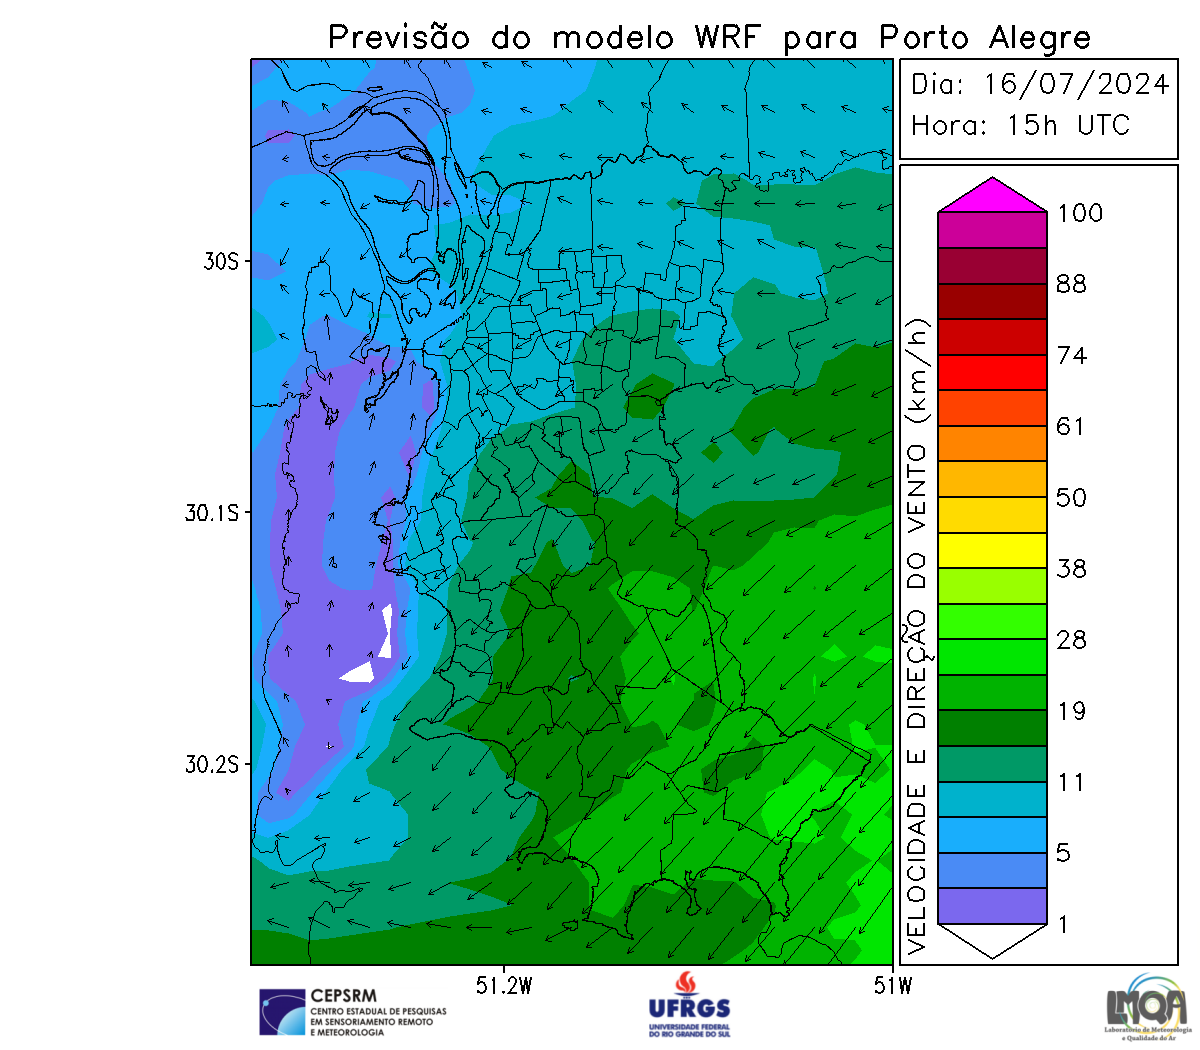 Previsão do modelo WRF para Porto Alegre
Dia: 16/07/2024
Hora: 15h UTC
30S
30.1S
30.2S
51.2W
51W
VELOCIDADE E DIREÇÃO DO VENTO (km/h)
100
88
74
61
50
38
28
19
11
5
1
CEPSRM
CENTRO ESTADUAL DE PESQUISAS
EM SENSORIAMENTO REMOTO
E METEOROLOGIA
UFRGS
UNIVERSIDADE FEDERAL
DO RIO GRANDE DO SUL
LMQA
Laboratório de Meteorologia
e Qualidade do Ar